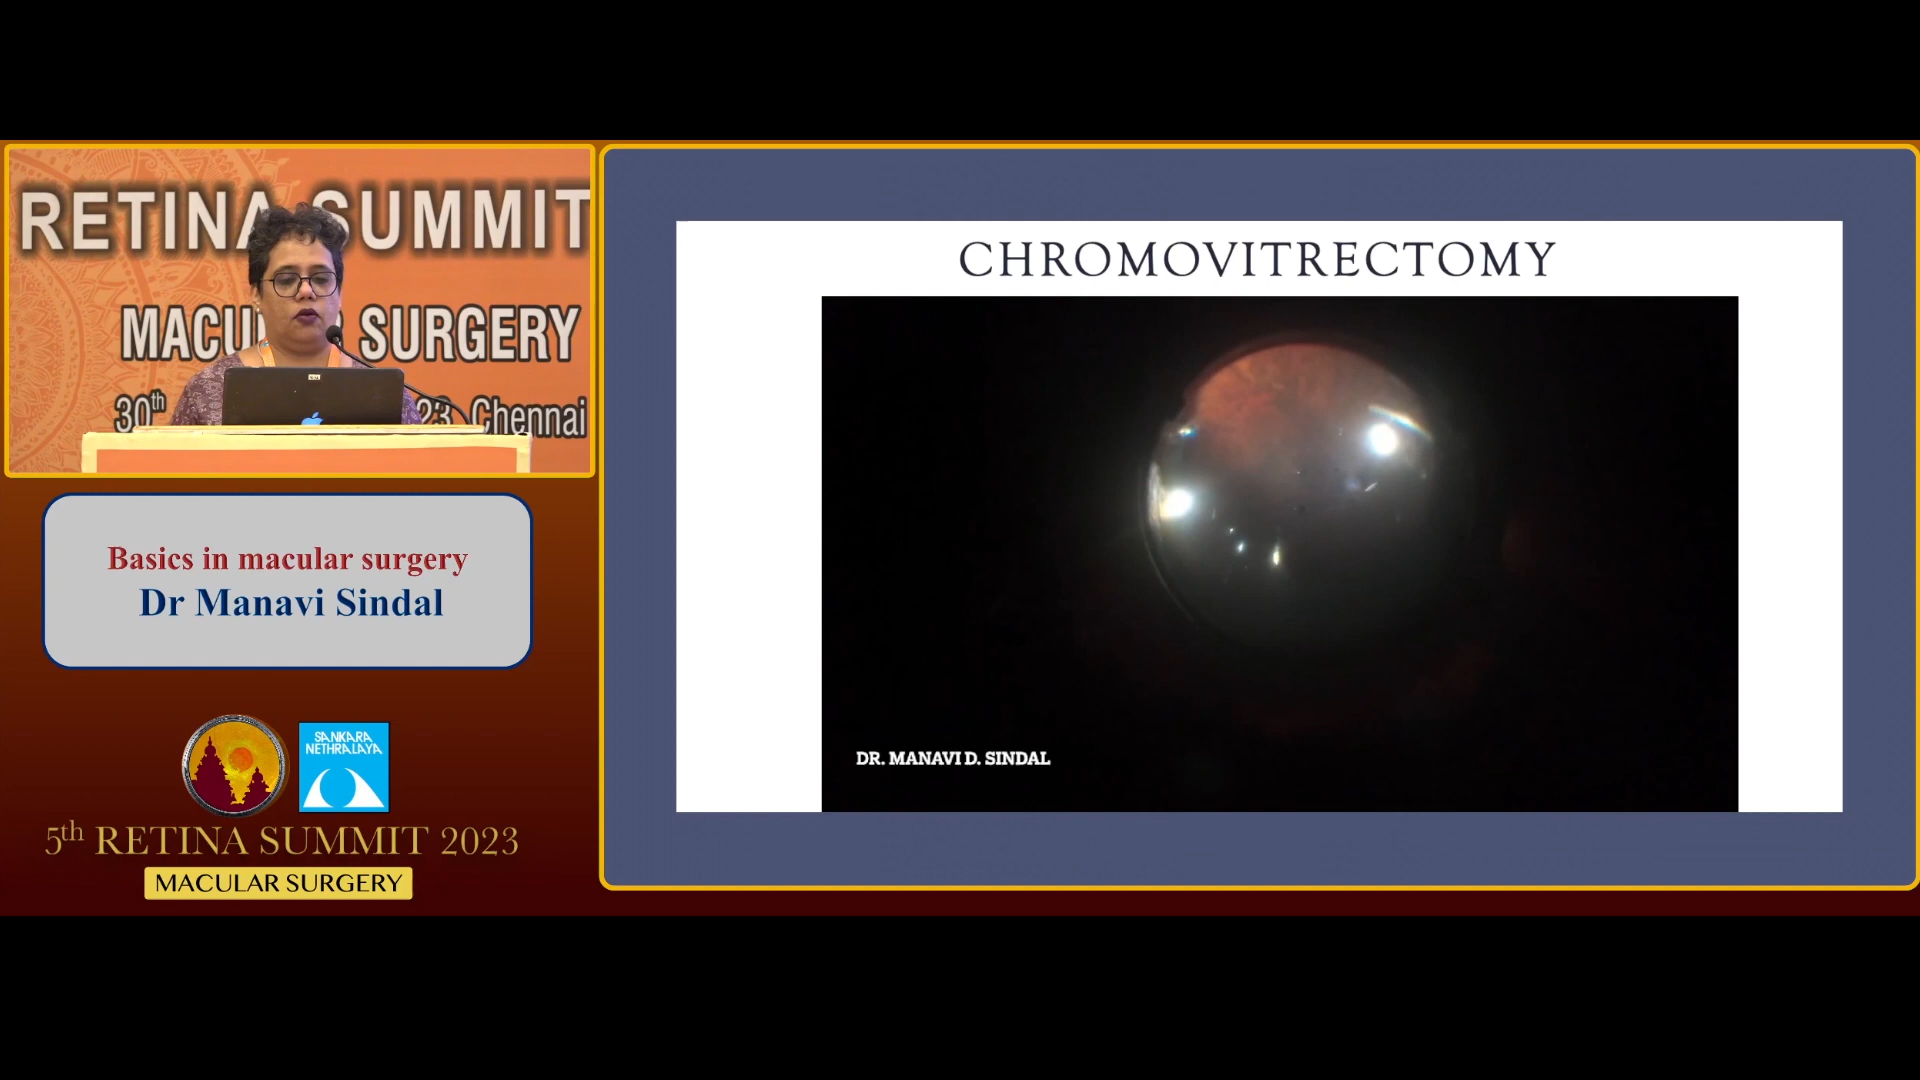 RETINA SUMMIT
MACU SURGERY
30th 23 Chennai
Basics in macular surgery
Dr Manavi Sindal
SANKARA
NETHRALAYA
5th RETINA SUMMIT 2023
MACULAR SURGERY
CHROMOVITRECTOMY
DR. MANAVI D. SINDAL